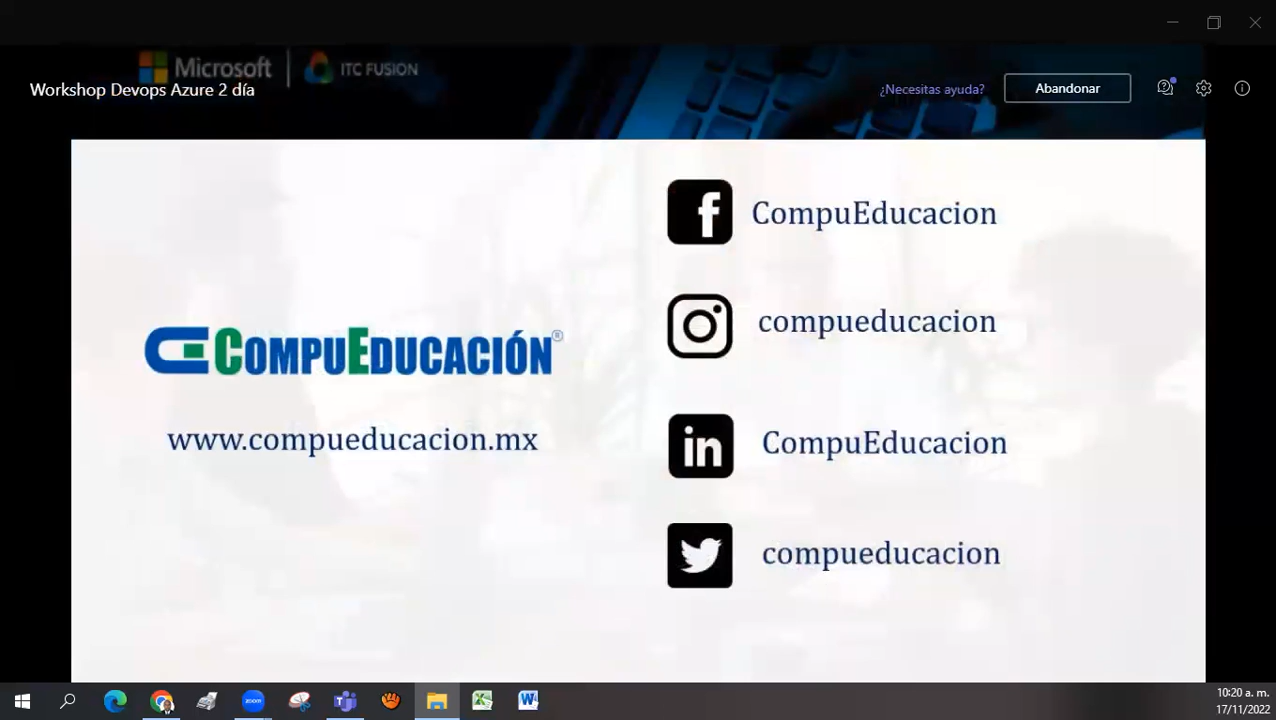 Microsoft | ITC FUSION
Workshop Devops Azure 2 día
¿Necesitas ayuda?
Abandonar
CompuEducacion
compueducacion
COMPUEDUCACIÓN®
www.compueducacion.mx
CompuEducacion
compueducacion
zoom
10:20 a. m.
17/11/2022